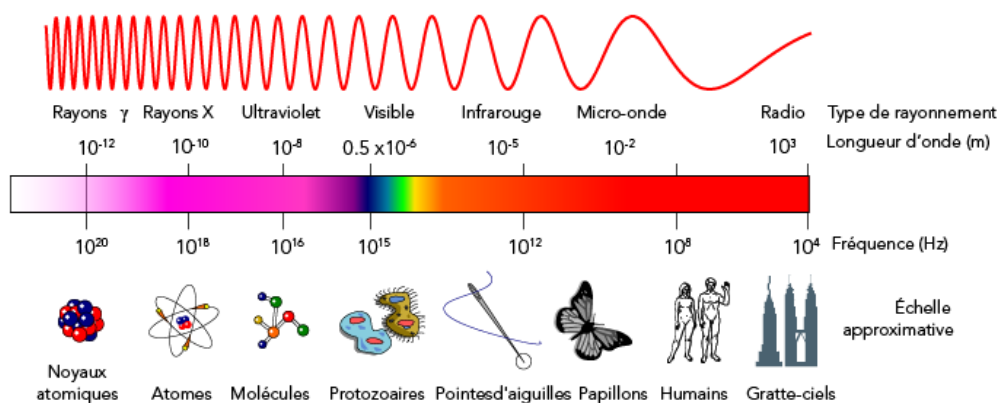 Rayons γ Rayons X Ultraviolet Visible Infrarouge Micro-onde Radio Type de rayonnement
10⁻¹² 10⁻¹⁰ 10⁻⁸ 0.5 x10⁻⁶ 10⁻⁵ 10⁻² 10³ Longueur d'onde (m)
10²⁰ 10¹⁸ 10¹⁶ 10¹⁵ 10¹² 10⁸ 10⁴ Fréquence (Hz)
Échelle
approximative
Noyaux
atomiques Atomes Molécules Protozoaires Pointesd'aiguilles Papillons Humains Gratte-ciels